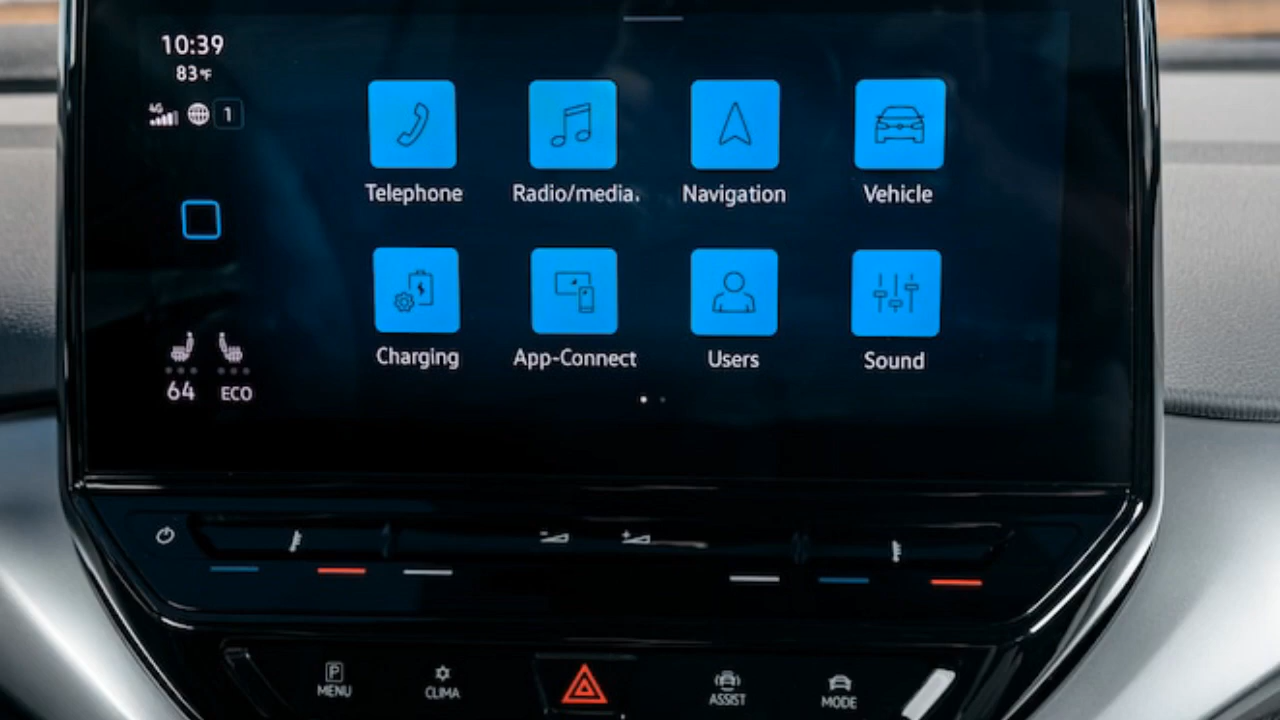 10:39
83°F
4G
1
Telephone
Radio/media.
Navigation
Vehicle
Charging
App-Connect
Users
Sound
64
ECO
P
MENU
CLIMA
ASSIST
MODE